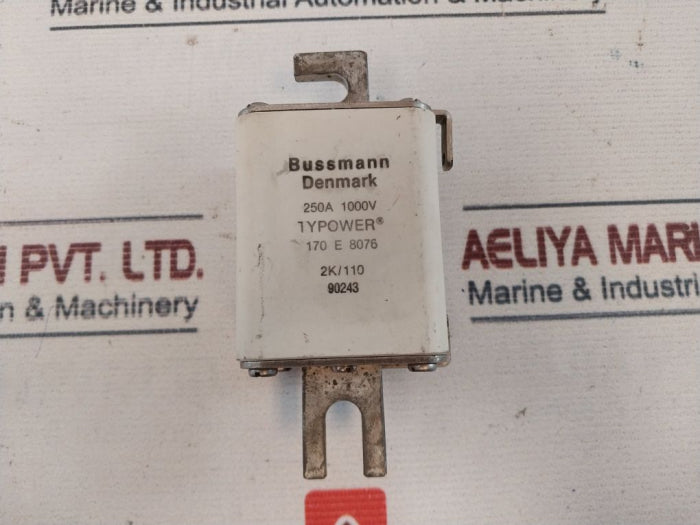 Marine & Industrial Automation & Machinery
Bussmann
Denmark
250A 1000V
TYPOWER®
170 E 8076
2K/110
90243
PVT. LTD.
& Machinery
AELIYA MARI
Marine & Industri